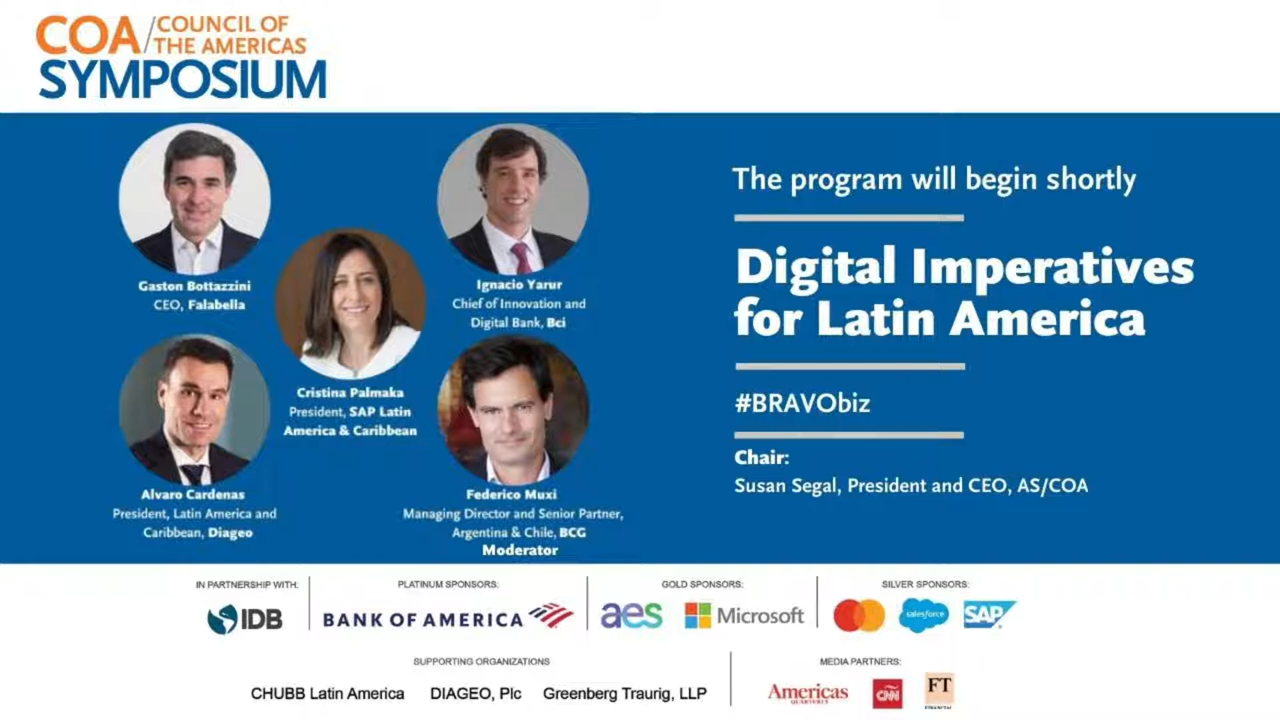 COA/COUNCIL OF
THE AMERICAS
SYMPOSIUM
Gaston Bottazzini
CEO, Falabella
Ignacio Yarur
Chief of Innovation and
Digital Bank, Bci
Cristina Palmaka
President, SAP Latin
America & Caribbean
Alvaro Cardenas
President, Latin America and
Caribbean, Diageo
Federico Muxi
Managing Director and Senior Partner,
Argentina & Chile, BCG
Moderator
The program will begin shortly
Digital Imperatives
for Latin America
#BRAVObiz
Chair:
Susan Segal, President and CEO, AS/COA
IN PARTNERSHIP WITH:
IDB
PLATINUM SPONSORS:
BANK OF AMERICA
GOLD SPONSORS:
aes
Microsoft
SILVER SPONSORS:
salesforce
SAP
SUPPORTING ORGANIZATIONS
CHUBB Latin America
DIAGEO, Plc
Greenberg Traurig, LLP
MEDIA PARTNERS:
Americas
QUARTERLY
CNN
FT
FINANCIAL